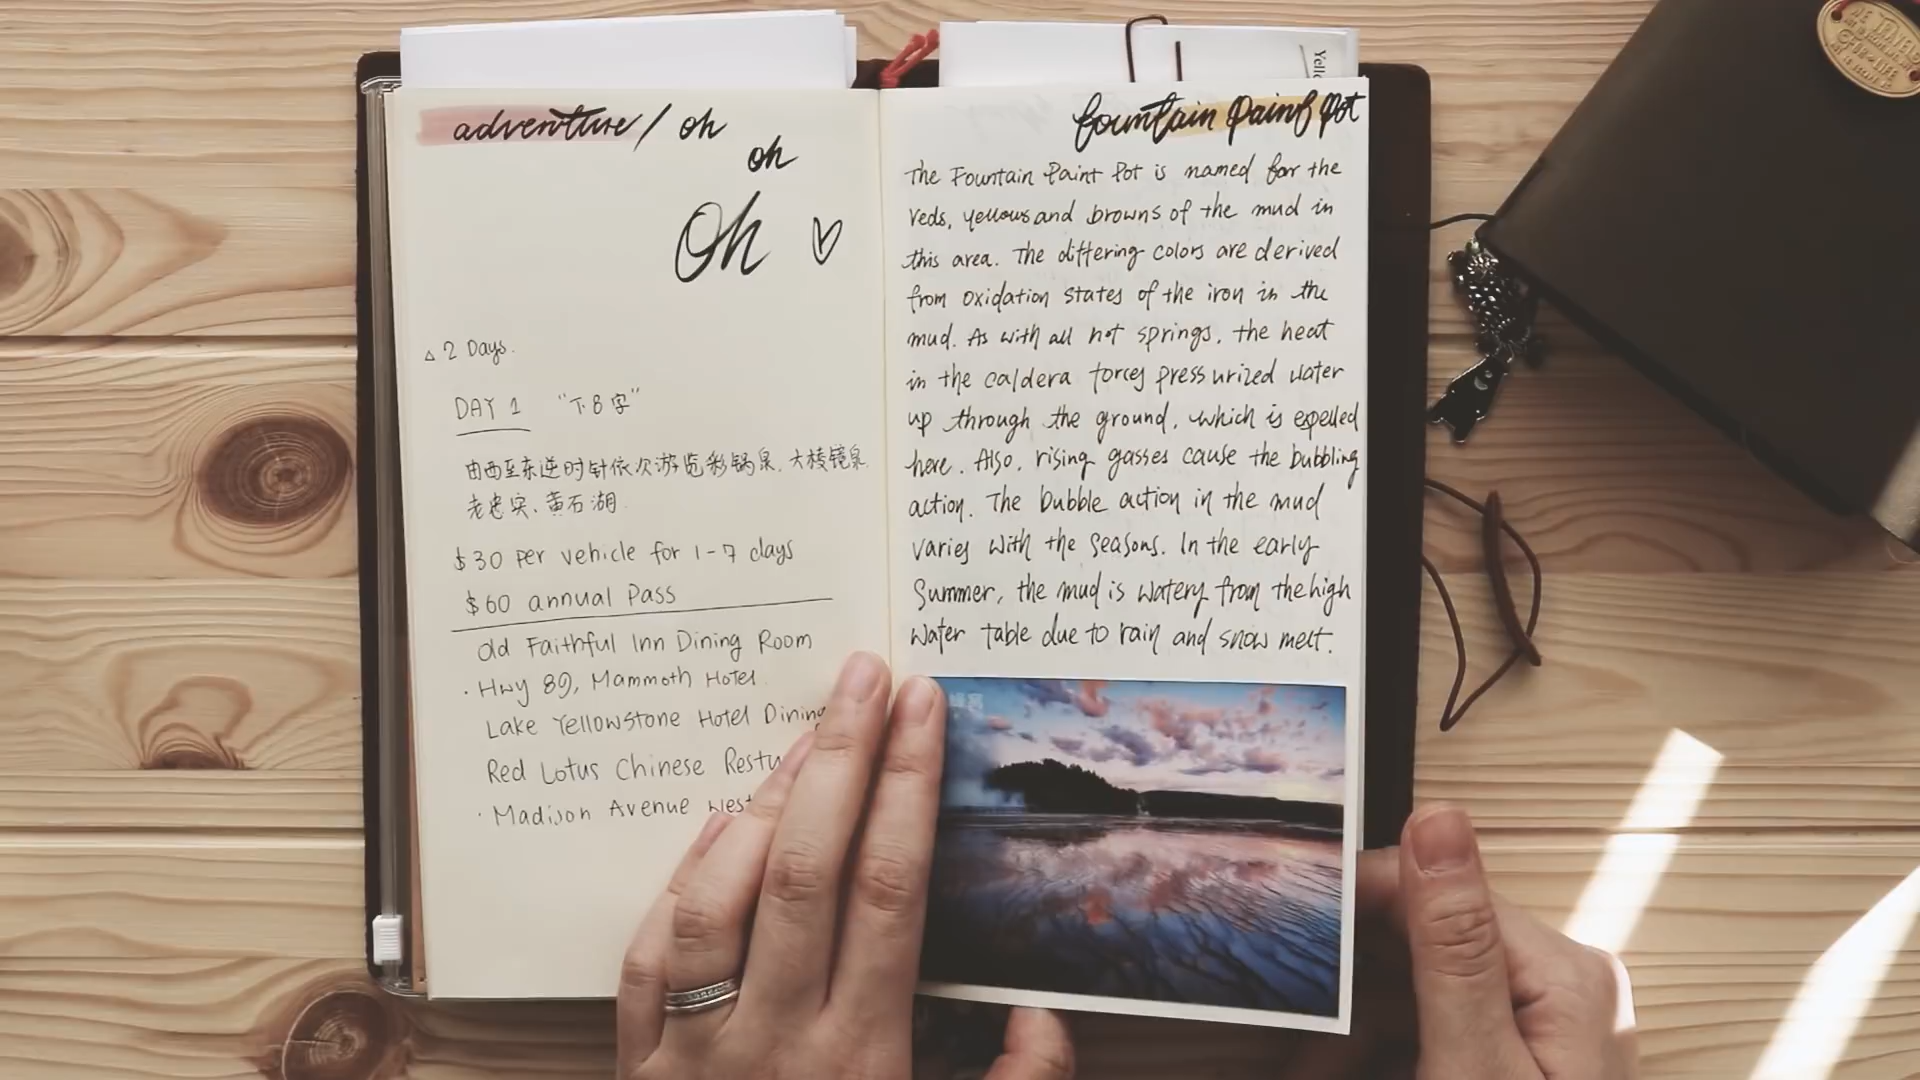 adventure / oh
oh
Oh
△ 2 Days.
DAY 1 "下8字"
由西至东逆时针依次游览彩锅泉、大棱镜泉
老忠实、黄石湖
$30 per vehicle for 1-7 days
$60 annual Pass
Old Faithful Inn Dining Room
· Hwy 89, Mammoth Hotel
Lake Yellowstone Hotel Dining
Red Lotus Chinese Restu
· Madison Avenue West
Fountain Paint Pot
The Fountain Paint Pot is named for the
reds, yellows and browns of the mud in
this area. The differing colors are derived
from oxidation states of the iron in the
mud. As with all hot springs, the heat
in the caldera forces pressurized water
up through the ground, which is expelled
here. Also, rising gasses cause the bubbling
action. The bubble action in the mud
varies with the seasons. In the early
Summer, the mud is watery from the high
water table due to rain and snow melt.